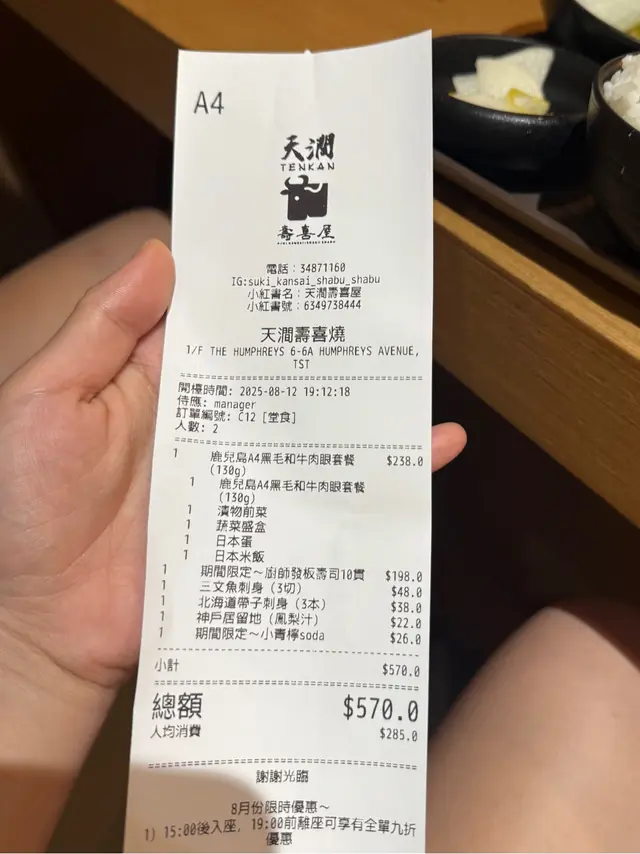 A4
天澗
TENKAN
壽喜屋
SUKI KANSAI·SHABU SHABU
電話：34871160
IG:suki_kansai_shabu_shabu
小紅書名：天澗壽喜屋
小紅書號：6349738444
天澗壽喜燒
1/F THE HUMPHREYS 6-6A HUMPHREYS AVENUE,
TST
開檯時間: 2025-08-12 19:12:18
侍應: manager
訂單編號: C12 [堂食]
人數: 2
1 鹿兒島A4黑毛和牛肉眼套餐 $238.0
(130g)
1 鹿兒島A4黑毛和牛肉眼套餐
(130g)
1 漬物前菜
1 蔬菜盛盒
1 日本蛋
1 日本米飯
1 期間限定～廚師發板壽司10貫 $198.0
1 三文魚刺身（3切） $48.0
1 北海道帶子刺身（3本） $38.0
1 神戶居留地（鳳梨汁） $22.0
1 期間限定～小青檸soda $26.0
小計 $570.0
總額 $570.0
人均消費 $285.0
謝謝光臨
8月份限時優惠～
1) 15:00後入座，19:00前離座可享有全單九折
優惠